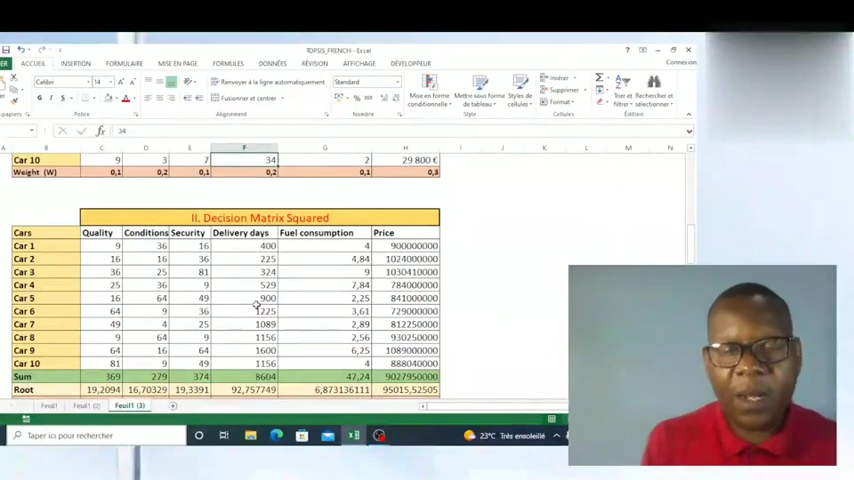 TOPSIS_FRENCH - Excel
ACCUEIL INSERTION FORMULAIRE MISE EN PAGE FORMULES DONNÉES RÉVISION AFFICHAGE DÉVELOPPEUR Connexion
Calibri 14 Renvoyer à la ligne automatiquement Standard
G I S Fusionner et centrer
Mise en forme conditionnelle Mettre sous forme de tableau Styles de cellules
Insérer Supprimer Format
Trier et filtrer Rechercher et sélectionner
Police Alignement Nombre Style Cellules Édition
34
B C D E F G H I J K L M N
Car 10 9 3 7 34 2 29 800 €
Weight (W) 0,1 0,2 0,1 0,2 0,1 0,3
II. Decision Matrix Squared
Cars Quality Conditions Security Delivery days Fuel consumption Price
Car 1 9 36 16 400 4 900000000
Car 2 16 16 36 225 4,84 1024000000
Car 3 36 25 81 324 9 1030410000
Car 4 25 36 9 529 7,84 784000000
Car 5 16 64 49 900 2,25 841000000
Car 6 64 9 36 1225 3,61 729000000
Car 7 49 4 25 1089 2,89 812250000
Car 8 9 64 9 1156 2,56 930250000
Car 9 64 16 64 1600 6,25 1089000000
Car 10 81 9 49 1156 4 888040000
Sum 369 279 374 8604 47,24 9027950000
Root 19,2094 16,70329 19,3391 92,757749 6,873136111 95015,52505
Feuil1 Feuil1 (2) Feuil1 (3)
Taper ici pour rechercher 23°C Très ensoleillé